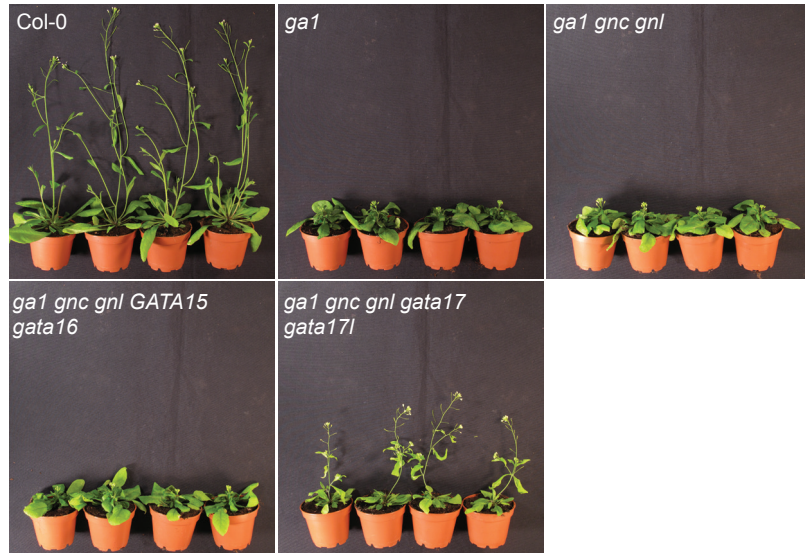 Col-0
ga1
ga1 gnc gnl
ga1 gnc gnl GATA15
gata16
ga1 gnc gnl gata17
gata17l